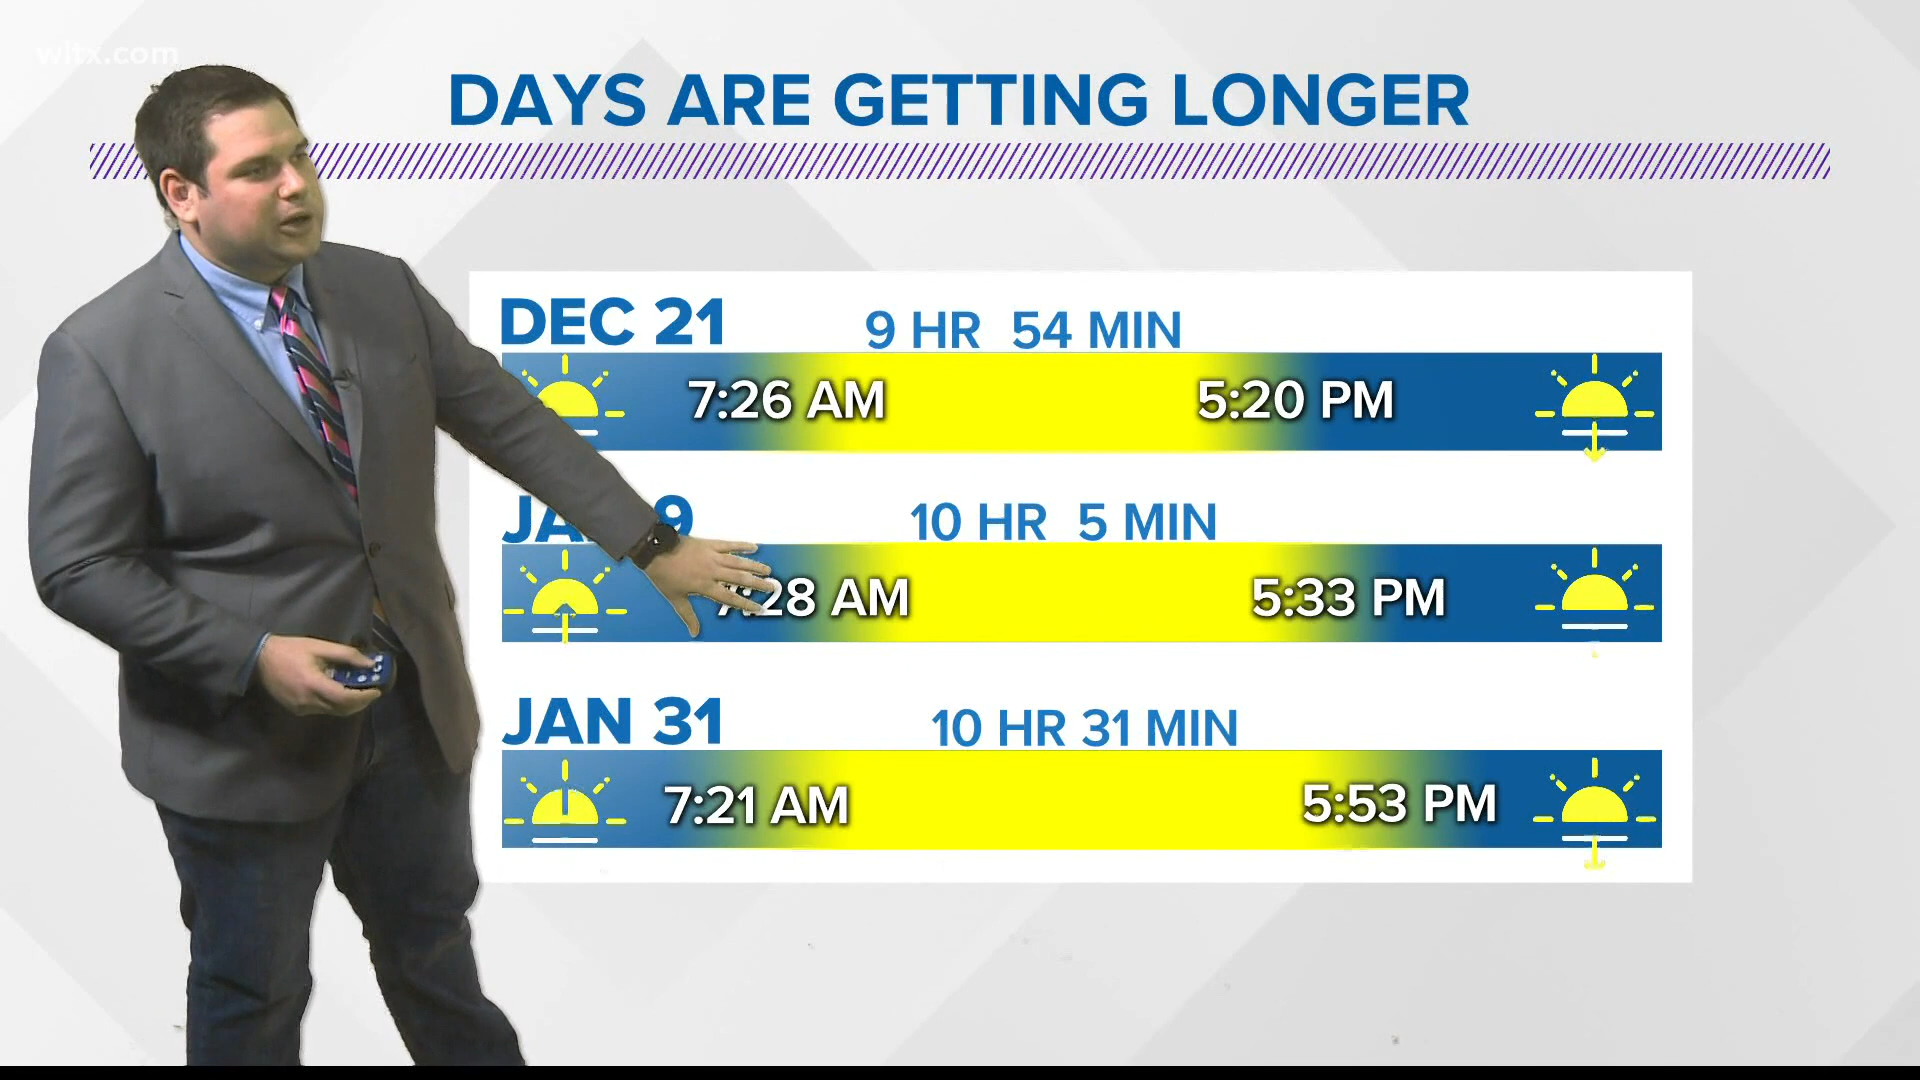 wltx.com
DAYS ARE GETTING LONGER
DEC 21
9 HR 54 MIN
7:26 AM
5:20 PM
9
10 HR 5 MIN
:28 AM
5:33 PM
JAN 31
10 HR 31 MIN
7:21 AM
5:53 PM